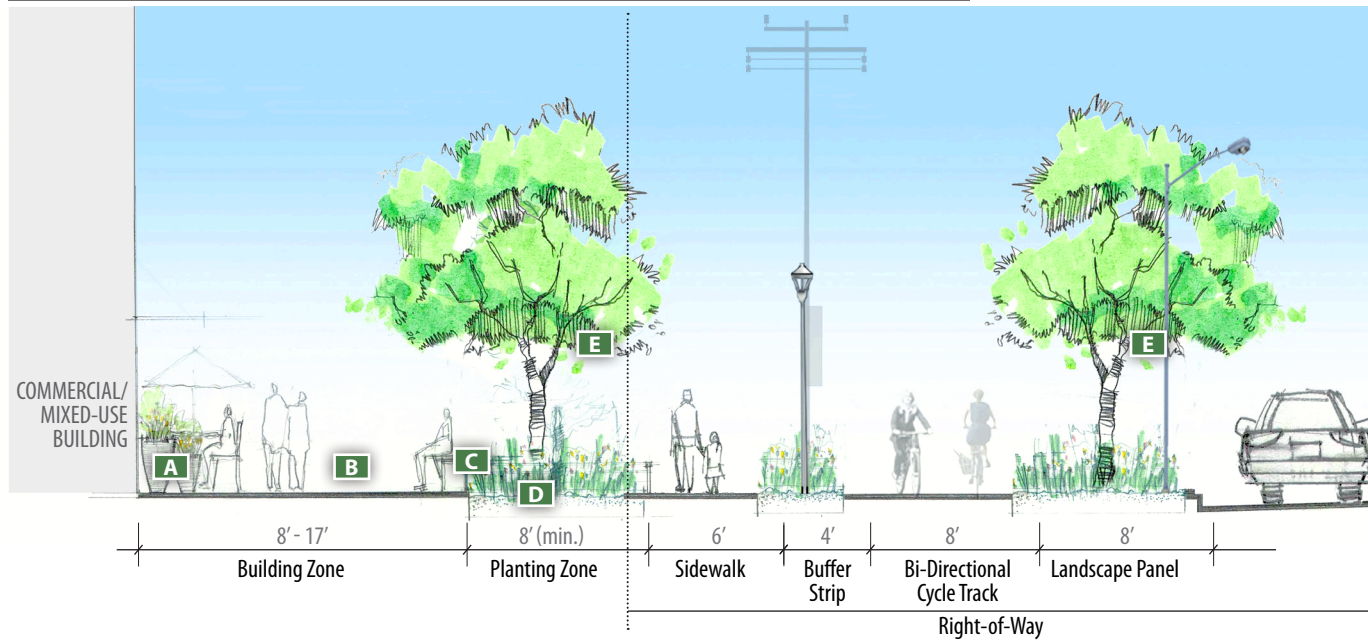 E
E
COMMERCIAL/
MIXED-USE
BUILDING
A
B
C
D
8’ - 17’
8’ (min.)
6’
4’
8’
8’
Building Zone
Planting Zone
Sidewalk
Buffer
Strip
Bi-Directional
Cycle Track
Landscape Panel
Right-of-Way